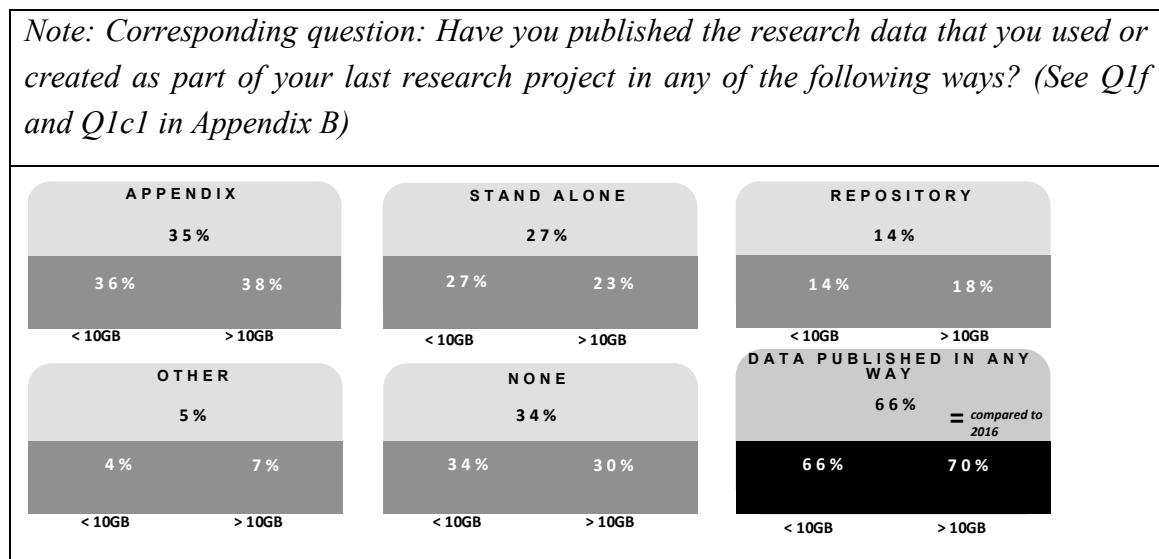 Note: Corresponding question: Have you published the research data that you used or
created as part of your last research project in any of the following ways? (See Q1f
and Q1c1 in Appendix B)
APPENDIX
35%
36% 38%
< 10GB > 10GB
STAND ALONE
27%
27% 23%
< 10GB > 10GB
REPOSITORY
14%
14% 18%
< 10GB > 10GB
OTHER
5%
4% 7%
< 10GB > 10GB
NONE
34%
34% 30%
< 10GB > 10GB
DATA PUBLISHED IN ANY
WAY
66%
= compared to
2016
66% 70%
< 10GB > 10GB